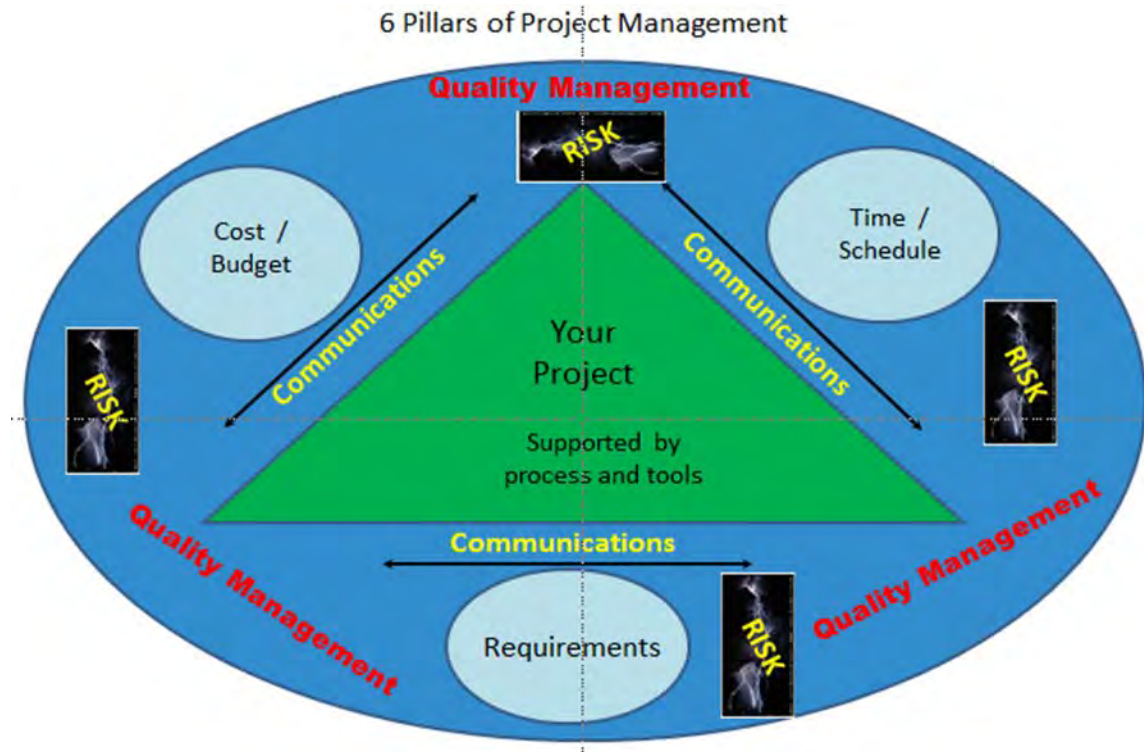 6 Pillars of Project Management
Quality Management
RISK
Cost /
Budget
Time /
Schedule
Communications
Communications
RISK
RISK
Your
Project
Supported by
process and tools
Quality Management
Quality Management
Communications
Requirements
RISK